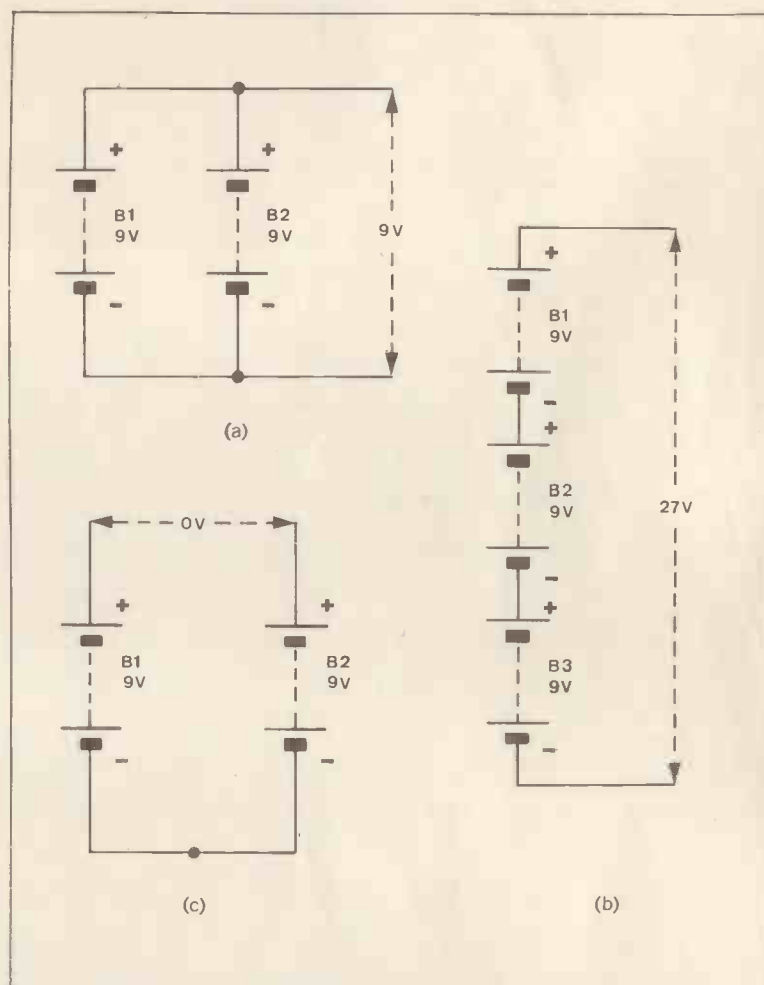 +
+
B1
9V
B2
9V
9V
-
-
(a)
+
B1
9V
-
+
B2
9V
27V
-
+
B3
9V
-
(b)
0V
+
+
B1
9V
B2
9V
-
-
(c)